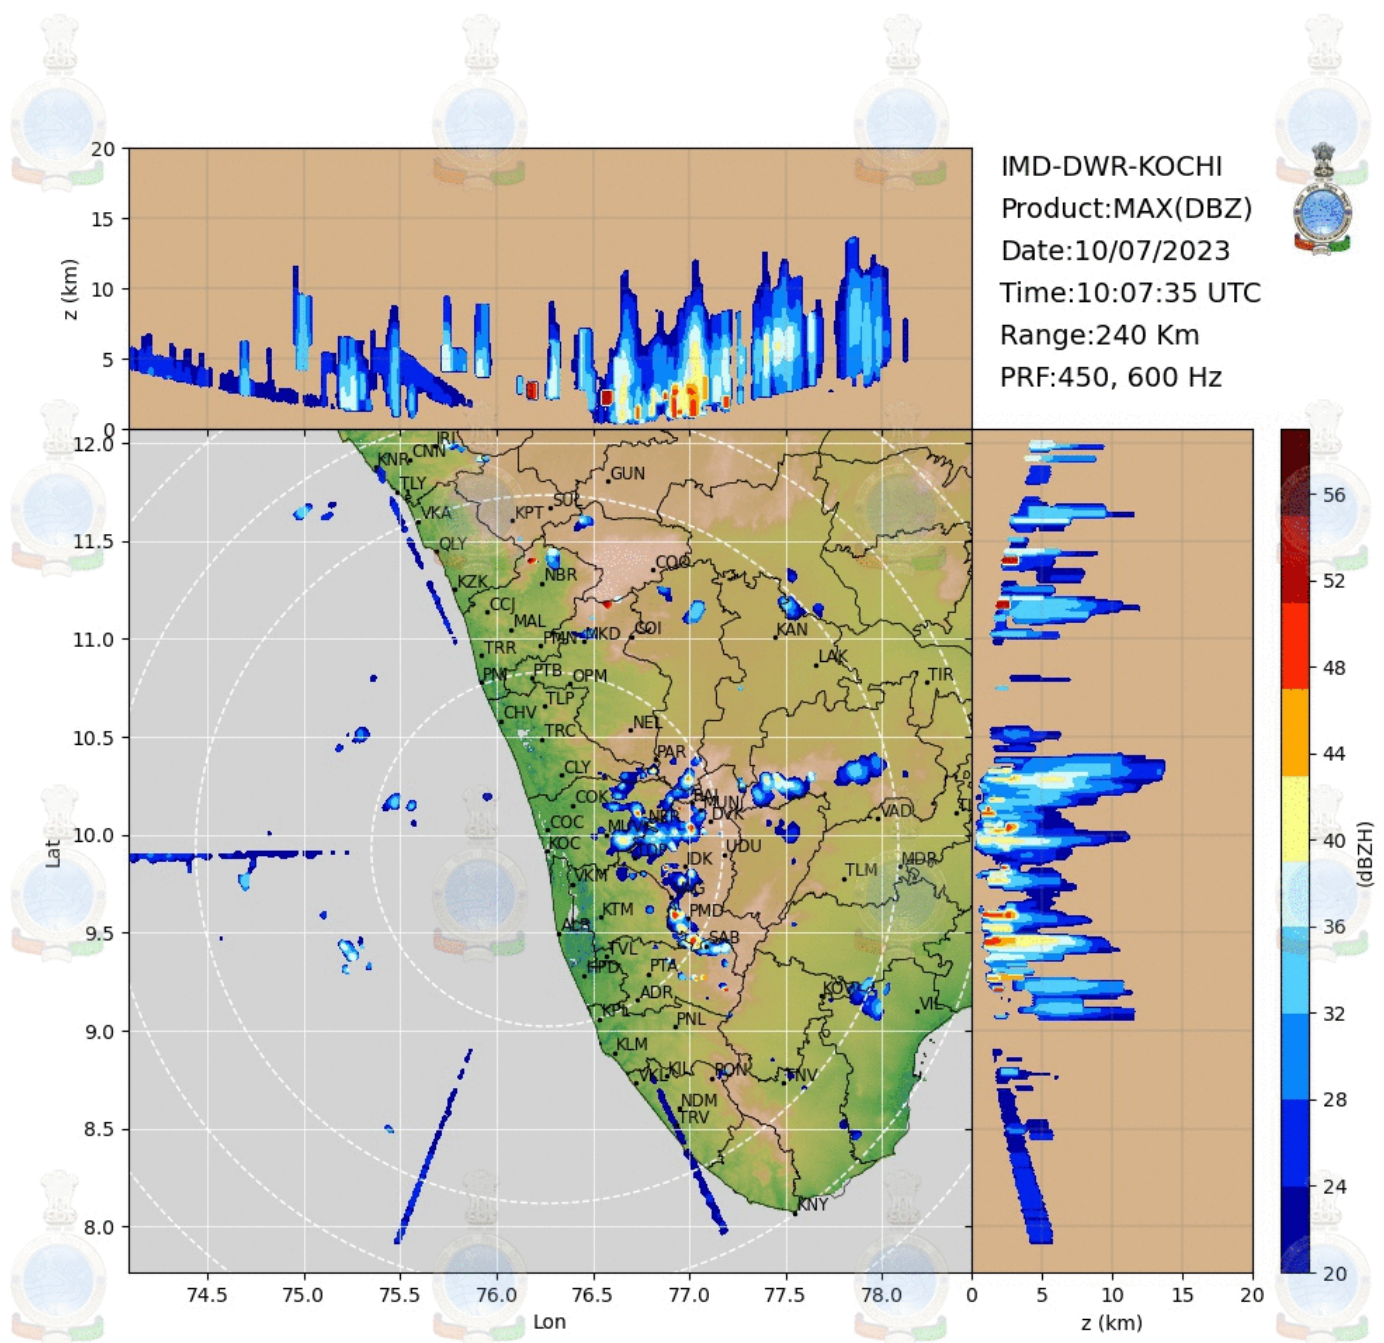 IMD-DWR-KOCHI
Product:MAX(DBZ)
Date:10/07/2023
Time:10:07:35 UTC
Range:240 Km
PRF:450, 600 Hz
20
15
10
5
0
z (km)
12.0
11.5
11.0
10.5
10.0
9.5
9.0
8.5
8.0
Lat
IRI
CNN
KNR
TLY
GUN
SUL
KPT
VKA
QLY
COO
NBR
KZK
CCJ
MAL
PMN
MKD
COI
KAN
TRR
LAK
PNI
PTB
OPM
TIR
TLP
CHV
NEL
TRC
PAR
CLY
COK
MUN
VAD
DVK
COC
KOC
UDU
IDK
TLM
MDR
VKM
KTM
PMD
ALP
SAB
TVL
HPD
PTA
ADR
KOV
VIL
KPL
PNL
KLM
KIL
VKL
PON
TNV
NDM
TRV
KNY
74.5
75.0
75.5
76.0
76.5
77.0
77.5
78.0
Lon
0
5
10
15
20
z (km)
56
52
48
44
40
36
32
28
24
20
(dBZH)